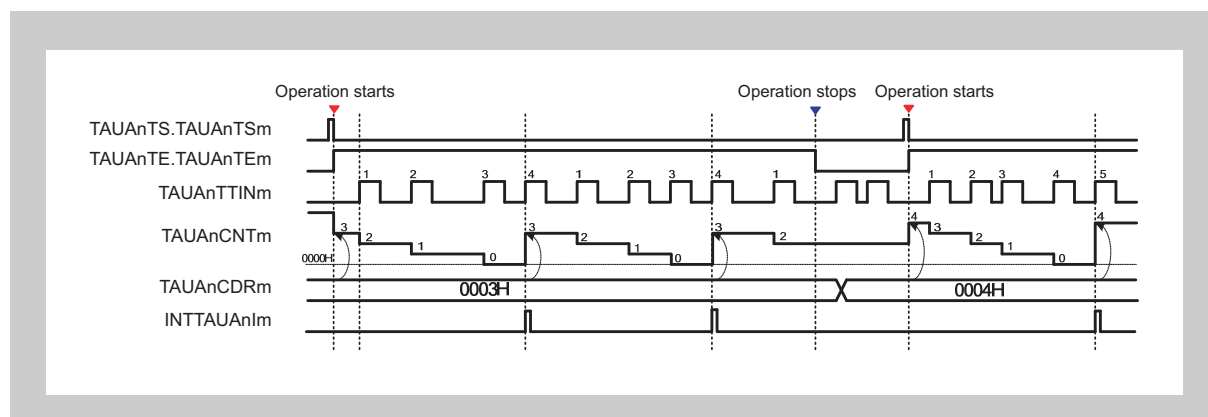 Operation starts Operation stops Operation starts
TAUAnTS.TAUAnTSm
TAUAnTE.TAUAnTEm
1 2 3 4 1 2 3 4 1 1 2 3 4 5
TAUAnTTINm
3 2 1 0 3 2 1 0 3 2 4 3 2 1 0 4
TAUAnCNTm
0000H
TAUAnCDRm 0003H 0004H
INTTAUAnIm